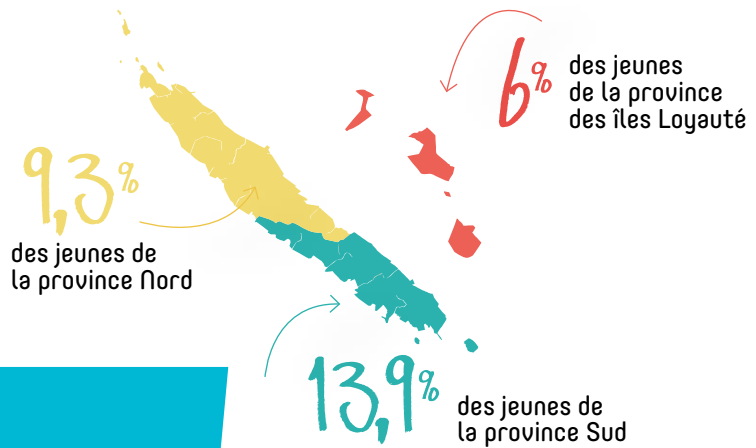 6%
des jeunes
de la province
des îles Loyauté
9,3%
des jeunes de
la province Nord
13,9%
des jeunes de
la province Sud